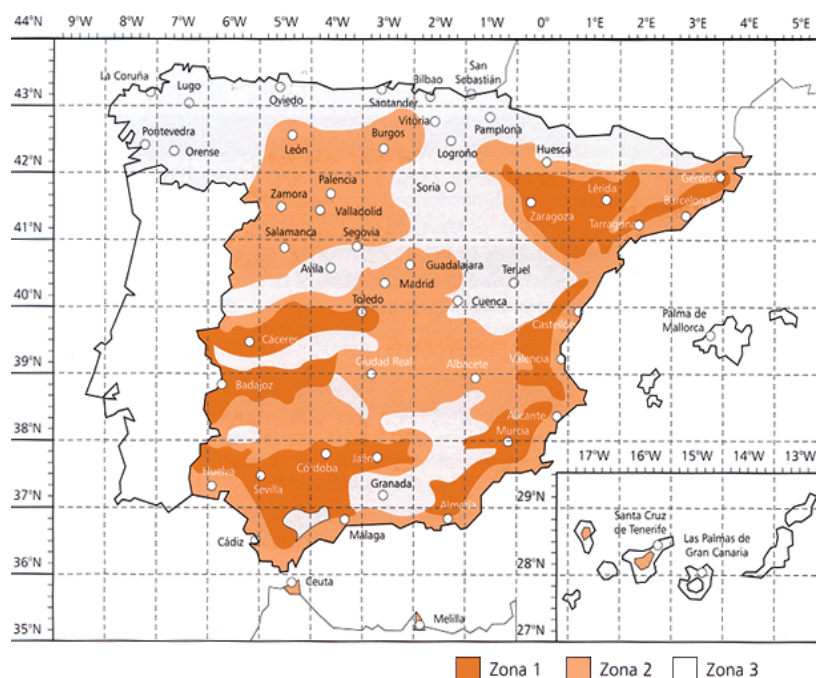 9°W 8°W 7°W 6°W 5°W 4°W 3°W 2°W 1°W 0° 1°E 2°E 3°E 4°E 5°E
44°N
43°N
42°N
41°N
40°N
39°N
38°N
37°N
36°N
35°N
La Coruña
Lugo
Oviedo
Santander
Bilbao
San
Sebastián
Vitoria
Pamplona
Pontevedra
Orense
León
Burgos
Logroño
Huesca
Palencia
Zamora
Valladolid
Soria
Zaragoza
Lérida
Gerona
Barcelona
Tarragona
Salamanca
Segovia
Avila
Guadalajara
Madrid
Teruel
Cuenca
Toledo
Castellón
Palma de
Mallorca
Cáceres
Ciudad Real
Albacete
Valencia
Badajoz
Alicante
Murcia
Huelva
Sevilla
Córdoba
Jaén
Granada
Almería
Cádiz
Málaga
Ceuta
Melilla
17°W 16°W 15°W 14°W 13°W
29°N
28°N
27°N
Santa Cruz
de Tenerife
Las Palmas de
Gran Canaria
Zona 1 Zona 2 Zona 3